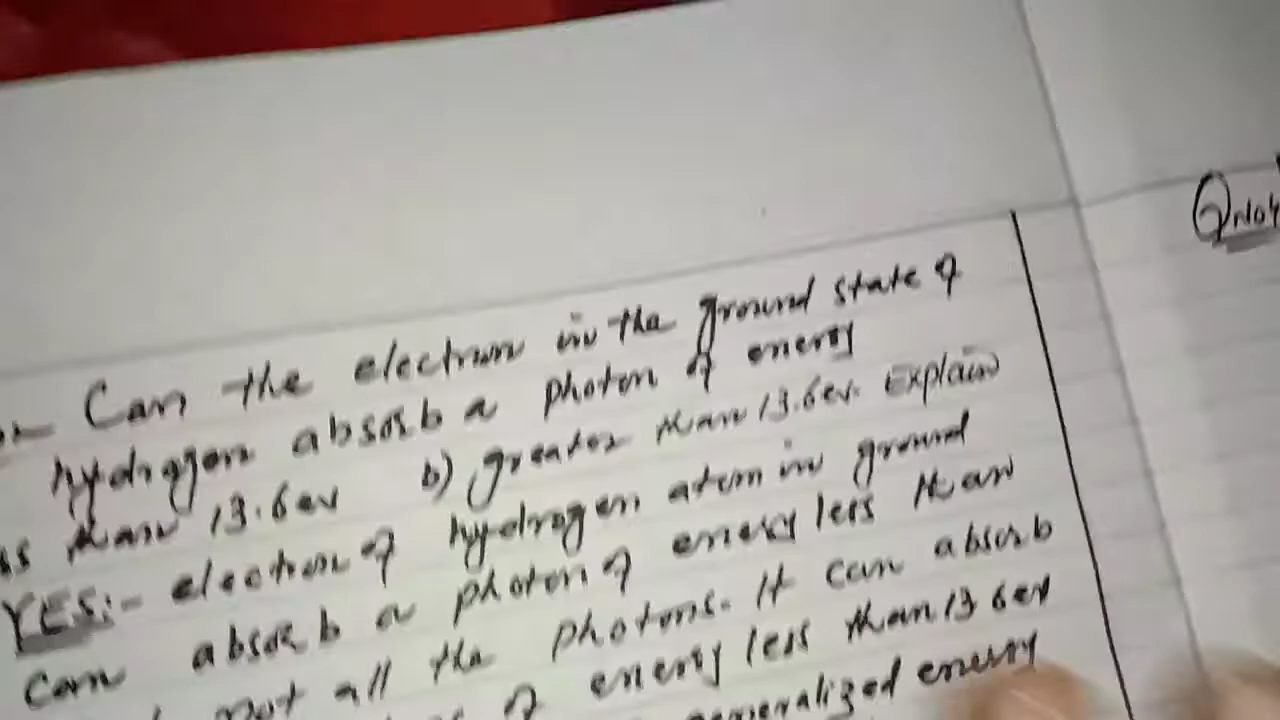 Can the electron in the ground state of
hydrogen absorb a photon of energy
than 13.6ev b) greater than 13.6ev. Explain
YES:- electron of hydrogen atom in ground
can absorb a photon of energy less than
not all the photons. It can absorb
of energy less than 13.6ev
generalized energy
Q.No